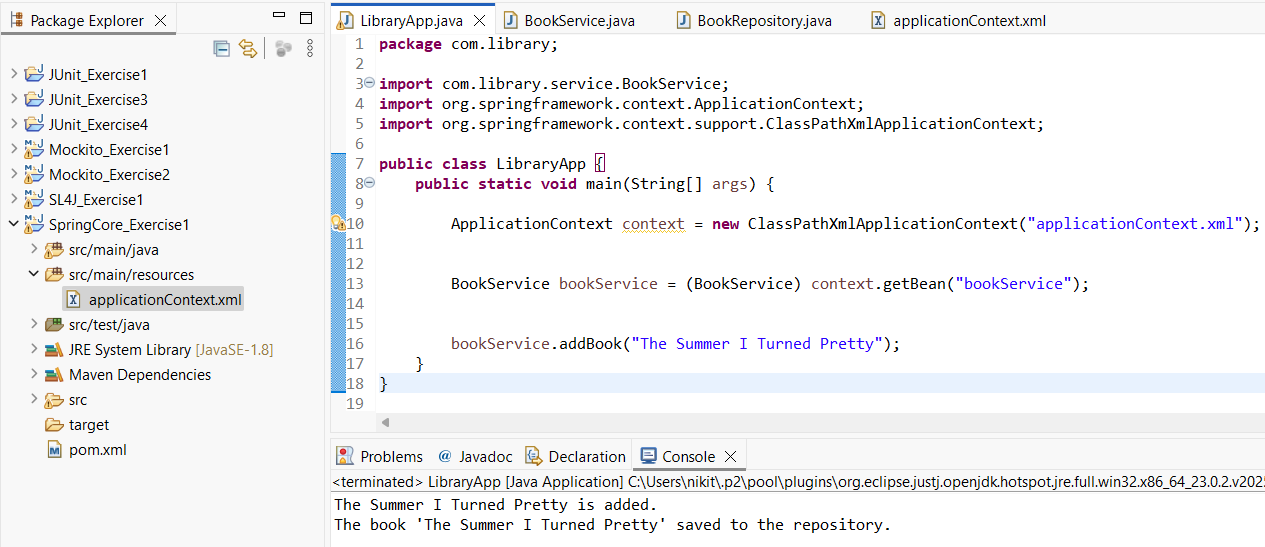 Package Explorer
JUnit_Exercise1
JUnit_Exercise3
JUnit_Exercise4
Mockito_Exercise1
Mockito_Exercise2
SL4J_Exercise1
SpringCore_Exercise1
src/main/java
src/main/resources
applicationContext.xml
src/test/java
JRE System Library [JavaSE-1.8]
Maven Dependencies
src
target
pom.xml
LibraryApp.java BookService.java BookRepository.java applicationContext.xml
1 package com.library;
2
3 import com.library.service.BookService;
4 import org.springframework.context.ApplicationContext;
5 import org.springframework.context.support.ClassPathXmlApplicationContext;
6
7 public class LibraryApp {
8 public static void main(String[] args) {
9
10 ApplicationContext context = new ClassPathXmlApplicationContext("applicationContext.xml");
11
12
13 BookService bookService = (BookService) context.getBean("bookService");
14
15
16 bookService.addBook("The Summer I Turned Pretty");
17 }
18 }
19
Problems @ Javadoc Declaration Console
<terminated> LibraryApp [Java Application] C:\Users\nikit\.p2\pool\plugins\org.eclipse.justj.openjdk.hotspot.jre.full.win32.x86_64_23.0.2.v2025
The Summer I Turned Pretty is added.
The book 'The Summer I Turned Pretty' saved to the repository.